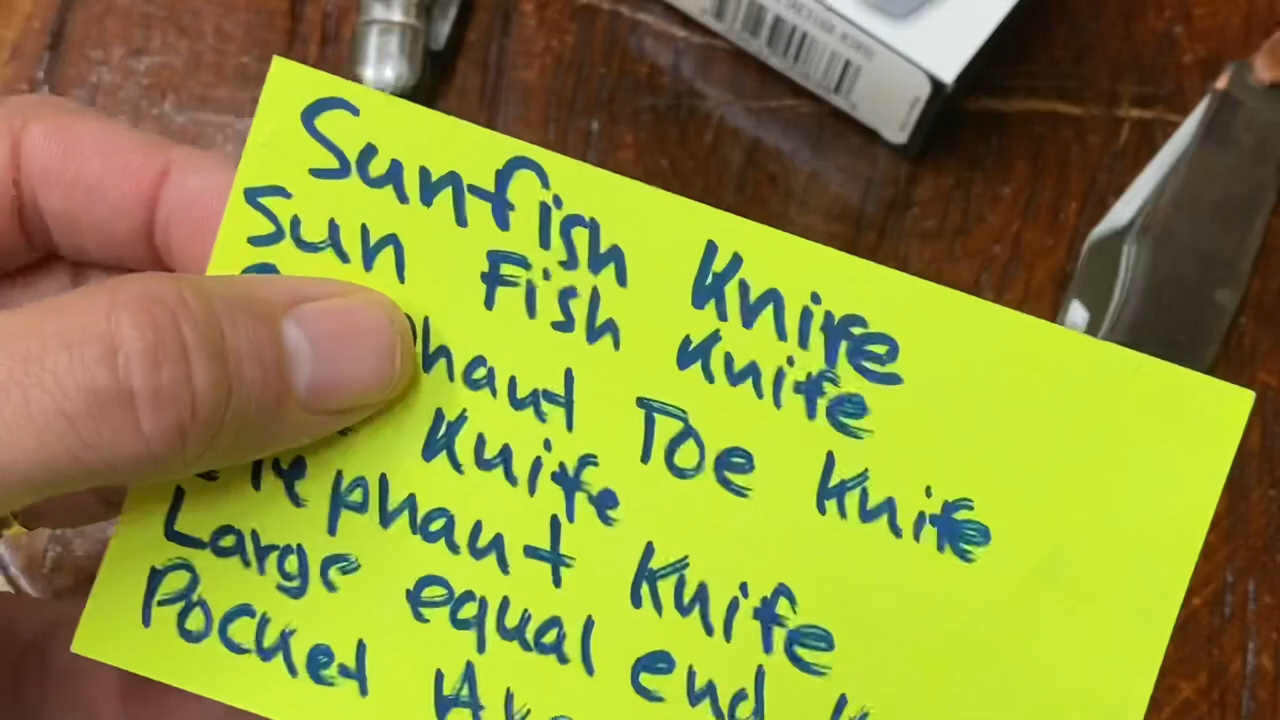 Sunfish Knife
Sun Fish Knife
Toe Knife
Knife
Elephant Knife
Large equal end
Pocket